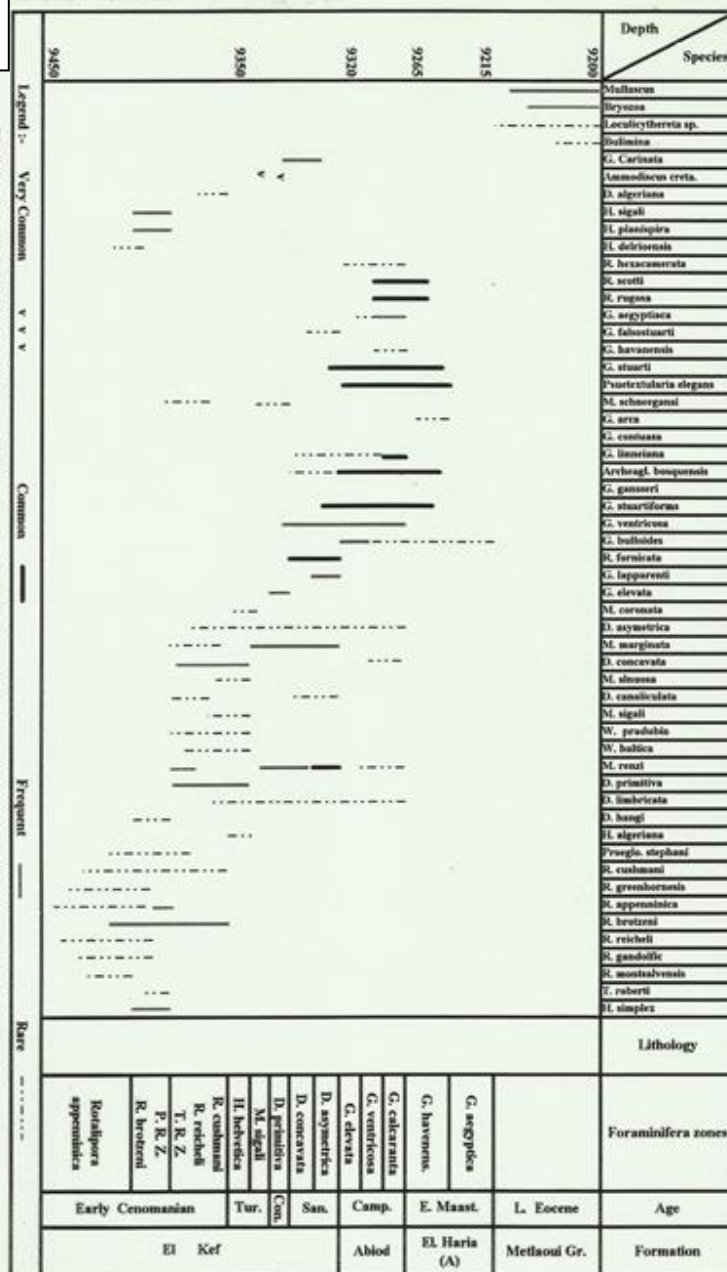 Depth
Species
9450
9350
9320
9265
9215
9200
Mulluscus
Bryozoa
Loculicythereta sp.
Bulimina
G. Carinata
Ammodiscus creta.
D. algeriana
H. sigali
H. planispira
H. delrioensis
R. hexacamerata
R. scotti
R. rugosa
G. aegyptiaca
G. falsostuarti
G. havanensis
G. stuarti
Psuetextularia elegans
M. schneegansi
G. arca
G. contusa
G. linneiana
Archeagl. bosquensis
G. gansseri
G. stuartiforms
G. ventricosa
G. bulloides
R. fornicata
G. lapparenti
G. elevata
M. coronata
D. asymetrica
M. marginata
D. concavata
M. sinuosa
D. canaliculata
M. sigali
W. pradubia
W. baltica
M. renzi
D. primitiva
D. limbricata
D. hangi
H. algeriana
Praeglo. stephani
R. cushmani
R. greenhornesis
R. appenninica
R. brotzeni
R. reicheli
R. gandolfic
R. montsalvensis
T. roberti
H. simplex
A
A
Lithology
Foraminifera zones
Rotalipora
appenninica
P. R. Z.
R. brotzeni
R. cushmani
R. reicheli
T. R. Z.
H. helvetica
M. sigali
D. primitiva
D. concavata
D. asymetrica
G. elevata
G. ventricosa
G. calcaranta
G. havenens.
G. aegyptica
Early Cenomanian
Tur.
Con.
San.
Camp.
E. Maast.
L. Eocene
Age
El Kef
Abiod
El. Haria
(A)
Metlaoui Gr.
Formation
Legend :-
Very Common
v v v
Common
Frequent
Rare